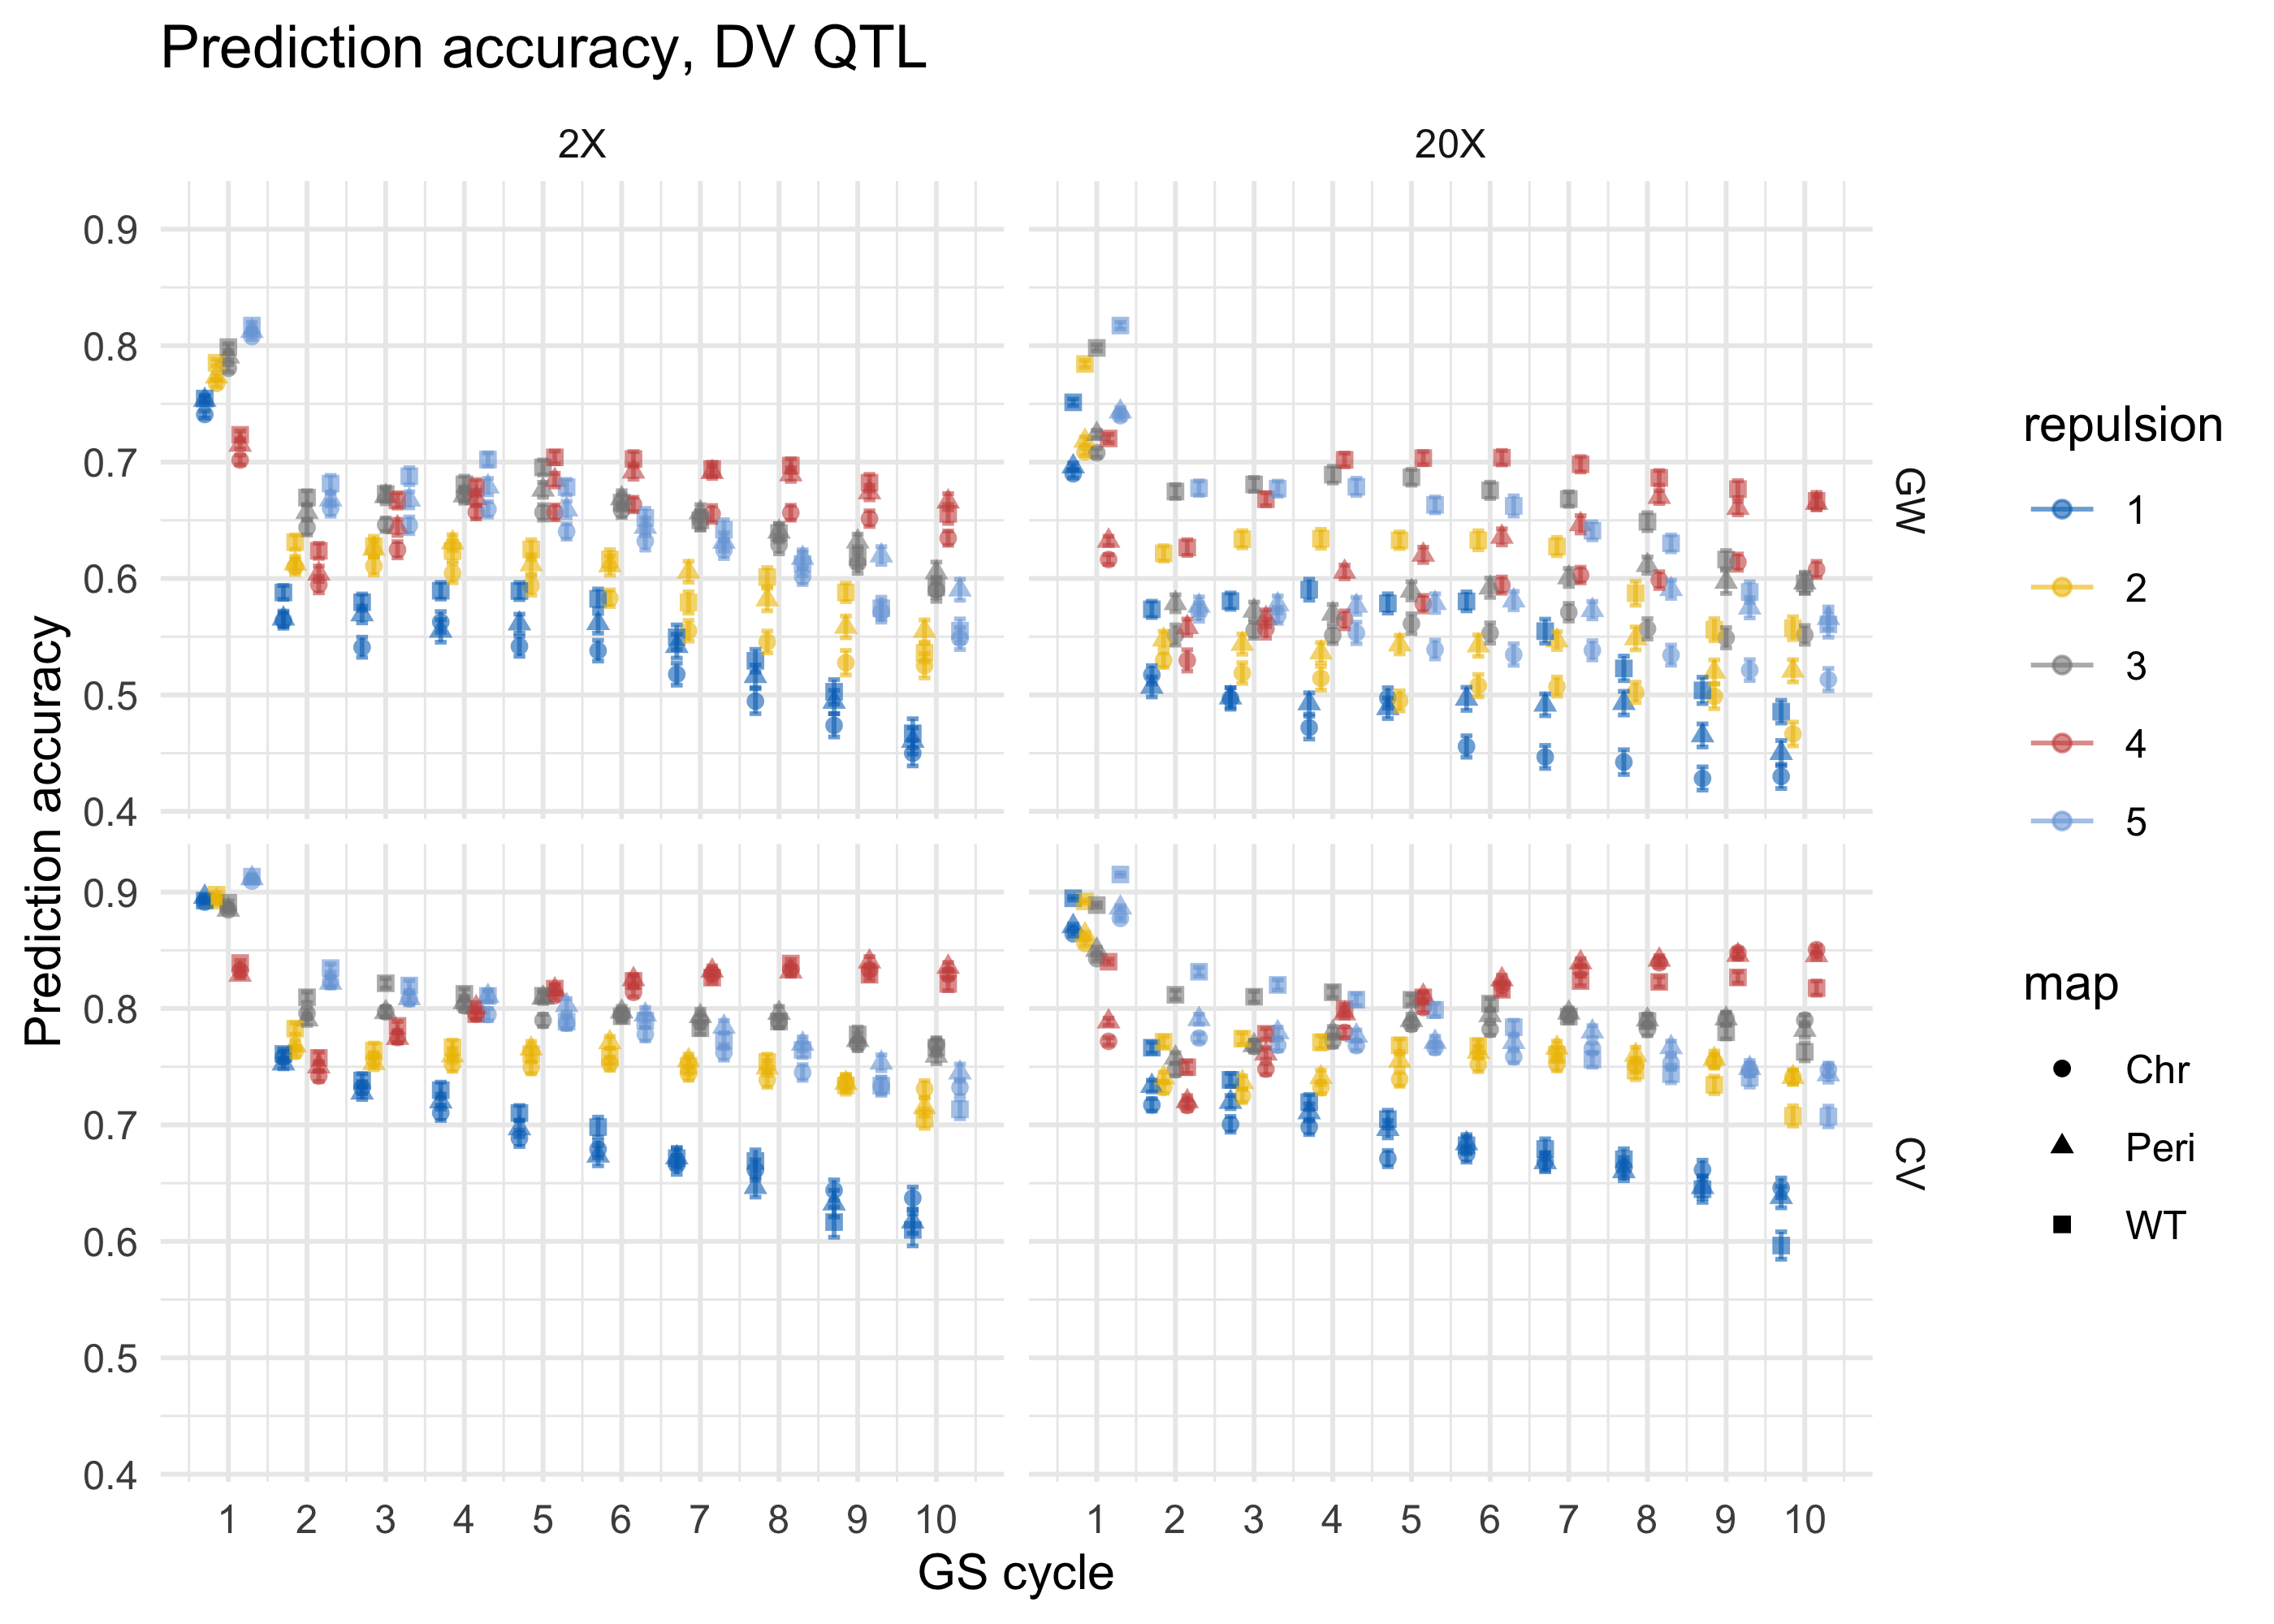 Prediction accuracy, DV QTL
2X
20X
0.9
0.8
0.7
0.6
0.5
0.4
GW
0.9
0.8
0.7
0.6
0.5
0.4
CV
Prediction accuracy
1 2 3 4 5 6 7 8 9 10
1 2 3 4 5 6 7 8 9 10
GS cycle
repulsion
1
2
3
4
5
map
Chr
Peri
WT